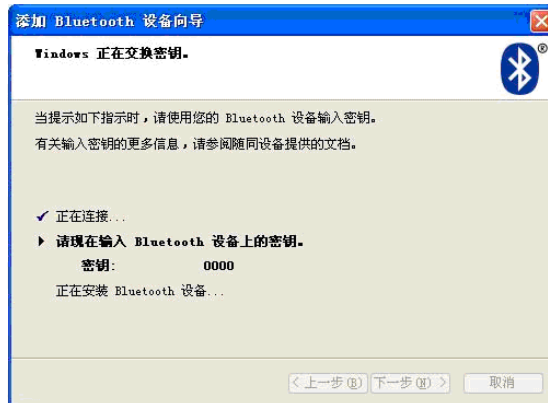 添加 Bluetooth 设备向导
Windows 正在交换密钥。
®
当提示如下指示时，请使用您的 Bluetooth 设备输入密钥。
有关输入密钥的更多信息，请参阅随同设备提供的文档。
正在连接...
请现在输入 Bluetooth 设备上的密钥。
密钥: 0000
正在安装 Bluetooth 设备...
< 上一步(B) 下一步(N) > 取消